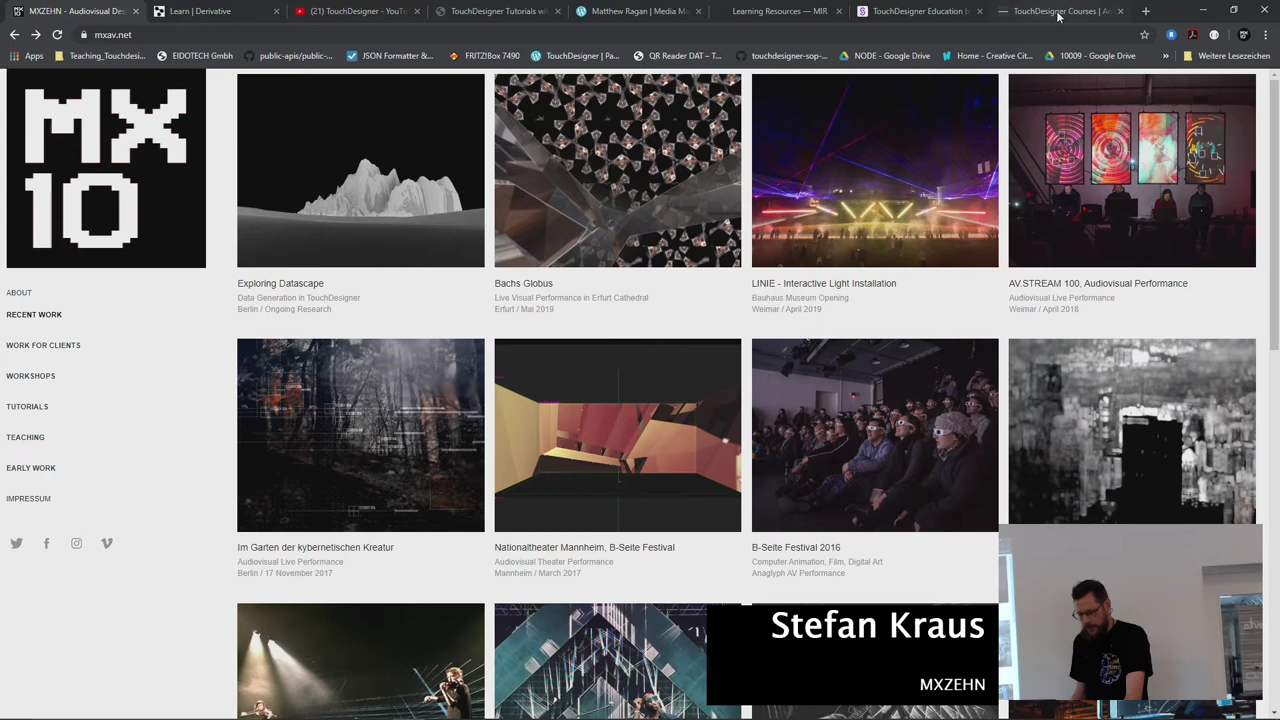 MXZEHN - MX
Learn | Derivative
(21) TouchDesigner - YouT
TouchDesigner Tutorials wit
Matthew Ragan | Media M
Learning Resources — MIR
TouchDesigner Education b
TouchDesigner Courses | Ar
mxav.net
Apps
Teaching_Touchdesi...
EIDOTECH GmbH
public-apis/public-...
JSON Formatter &...
FRITZ!Box 7490
TouchDesigner | Pa...
QR Reader DAT – T...
touchdesigner-sop-...
NODE - Google Drive
Home - Creative Cit...
10009 - Google Drive
»
Weitere Lesezeichen
MX
10
ABOUT
RECENT WORK
WORK FOR CLIENTS
WORKSHOPS
TUTORIALS
TEACHING
EARLY WORK
IMPRESSUM
Exploring Datascape
Data Generation in TouchDesigner
Berlin / Ongoing Research
Bachs Globus
Live Visual Performance in Erfurt Cathedral
Erfurt / Mai 2019
LINIE - Interactive Light Installation
Bauhaus Museum Opening
Weimar / April 2019
AV.STREAM 100, Audiovisual Performance
Audiovisual Live Performance
Weimar / April 2018
Im Garten der kybernetischen Kreatur
Audiovisual Live Performance
Berlin / 17 November 2017
Nationaltheater Mannheim, B-Seite Festival
Audiovisual Theater Performance
Mannheim / March 2017
B-Seite Festival 2016
Computer Animation, Film, Digital Art
Anaglyph AV Performance
Stefan Kraus
MXZEHN